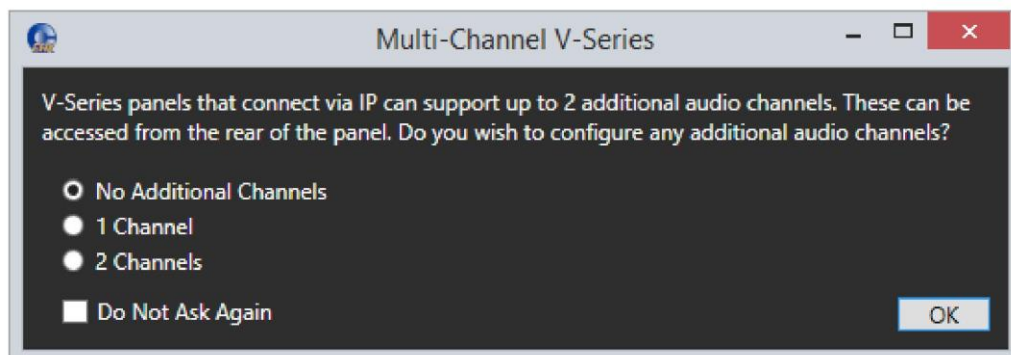 Multi-Channel V-Series
V-Series panels that connect via IP can support up to 2 additional audio channels. These can be
accessed from the rear of the panel. Do you wish to configure any additional audio channels?
No Additional Channels
1 Channel
2 Channels
Do Not Ask Again
OK